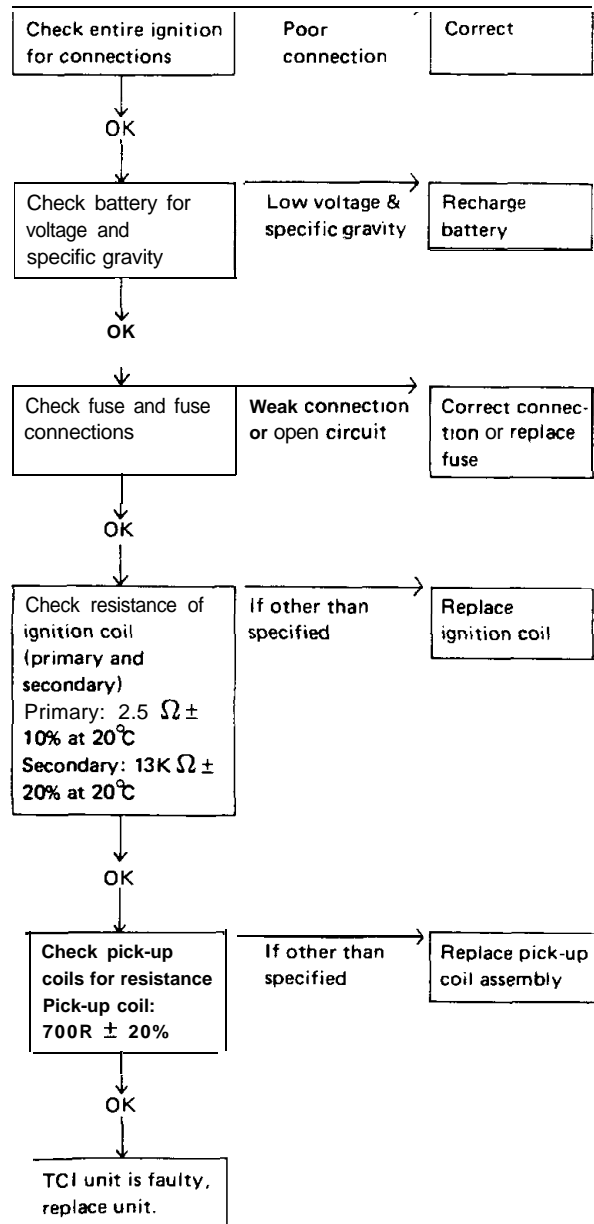 Check entire ignition
for connections
Poor
connection
Correct
OK
Check battery for
voltage and
specific gravity
Low voltage &
specific gravity
Recharge
battery
OK
Check fuse and fuse
connections
Weak connection
or open circuit
Correct connec-
tion or replace
fuse
OK
Check resistance of
ignition coil
(primary and
secondary)
Primary: 2.5 Ω ±
10% at 20°C
Secondary: 13K Ω ±
20% at 20°C
If other than
specified
Replace
ignition coil
OK
Check pick-up
coils for resistance
Pick-up coil:
700R ± 20%
If other than
specified
Replace pick-up
coil assembly
OK
TCI unit is faulty,
replace unit.